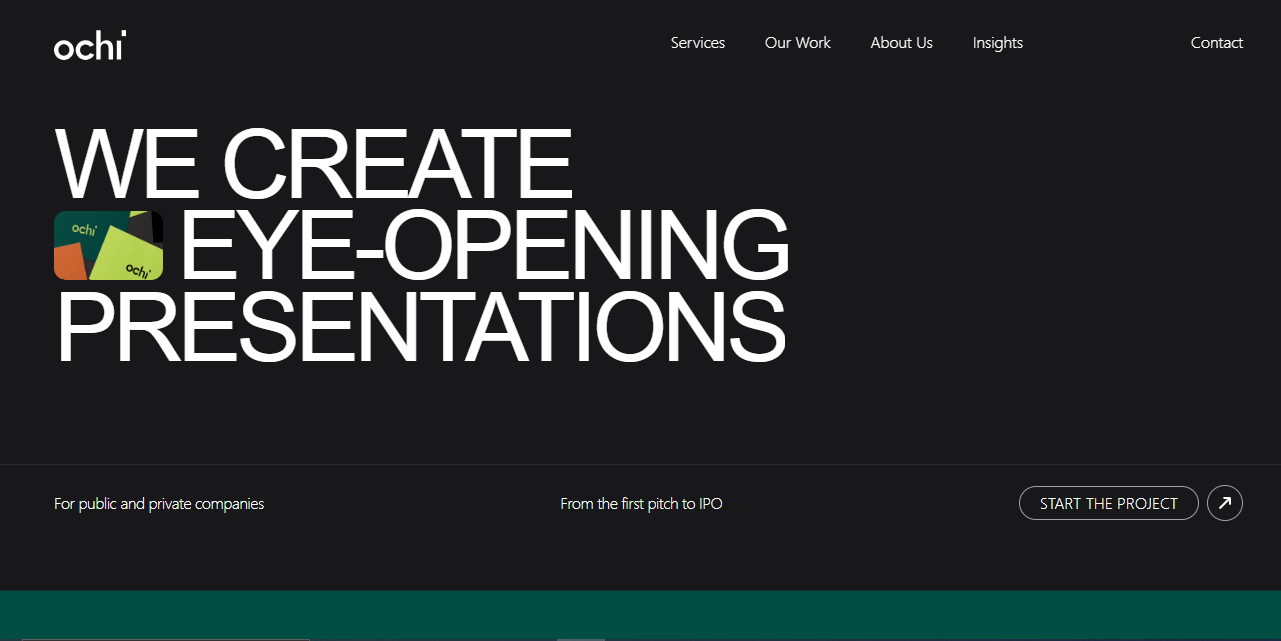 ochi
Services Our Work About Us Insights Contact
WE CREATE
ochi
EYE-OPENING
ochi
PRESENTATIONS
For public and private companies From the first pitch to IPO START THE PROJECT